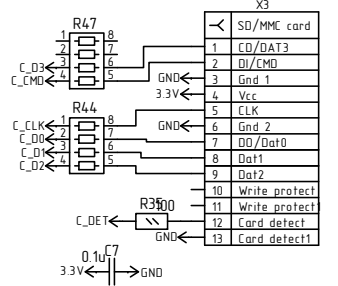 X3
SD/MMC card
1 CD/DAT3
2 DI/CMD
3 Gnd 1
4 Vcc
5 CLK
6 Gnd 2
7 DO/Dat0
8 Dat1
9 Dat2
10 Write protect
11 Write protect1
12 Card detect
13 Card detect1
R47
1 8
2 7
C_D3 3 6
C_CMD 4 5
GND
3.3V
R44
C_CLK 1 8
C_D0 2 7
C_D1 3 6
C_D2 4 5
GND
R35 100
C_DET
GND
0.1u C7
3.3V GND